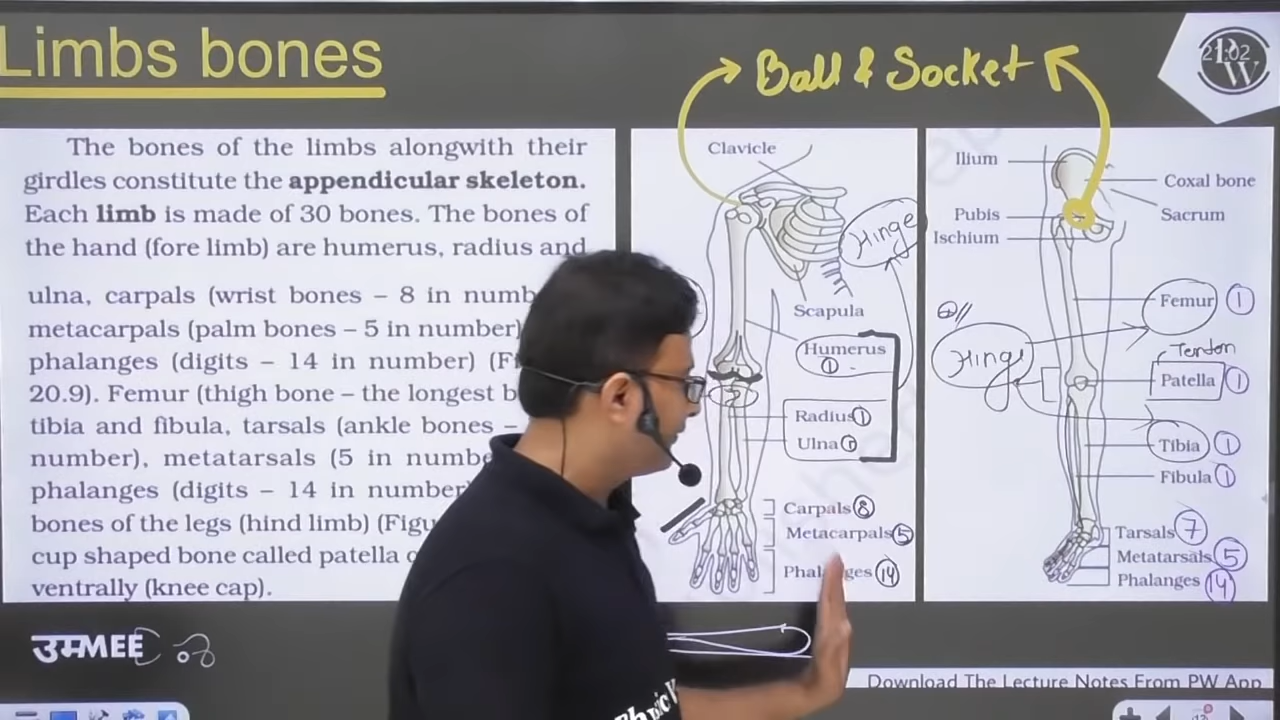 Limbs bones
Ball & Socket
21:02
PW
The bones of the limbs alongwith their
girdles constitute the appendicular skeleton.
Each limb is made of 30 bones. The bones of
the hand (fore limb) are humerus, radius and
ulna, carpals (wrist bones – 8 in numb
metacarpals (palm bones – 5 in number)
phalanges (digits – 14 in number) (Fi
20.9). Femur (thigh bone – the longest b
tibia and fibula, tarsals (ankle bones –
number), metatarsals (5 in numbe
phalanges (digits – 14 in number
bones of the legs (hind limb) (Figu
cup shaped bone called patella
ventrally (knee cap).
Clavicle
Hinge
Scapula
Humerus
1
Radius 1
Ulna 1
Carpals 8
Metacarpals 5
Phalanges 14
Ilium
Coxal bone
Pubis
Sacrum
Ischium
Femur 1
Hinge
Tendon
Patella 1
Tibia 1
Fibula 1
Tarsals 7
Metatarsals 5
Phalanges 14
उम्मEE
Download The Lecture Notes From PW App